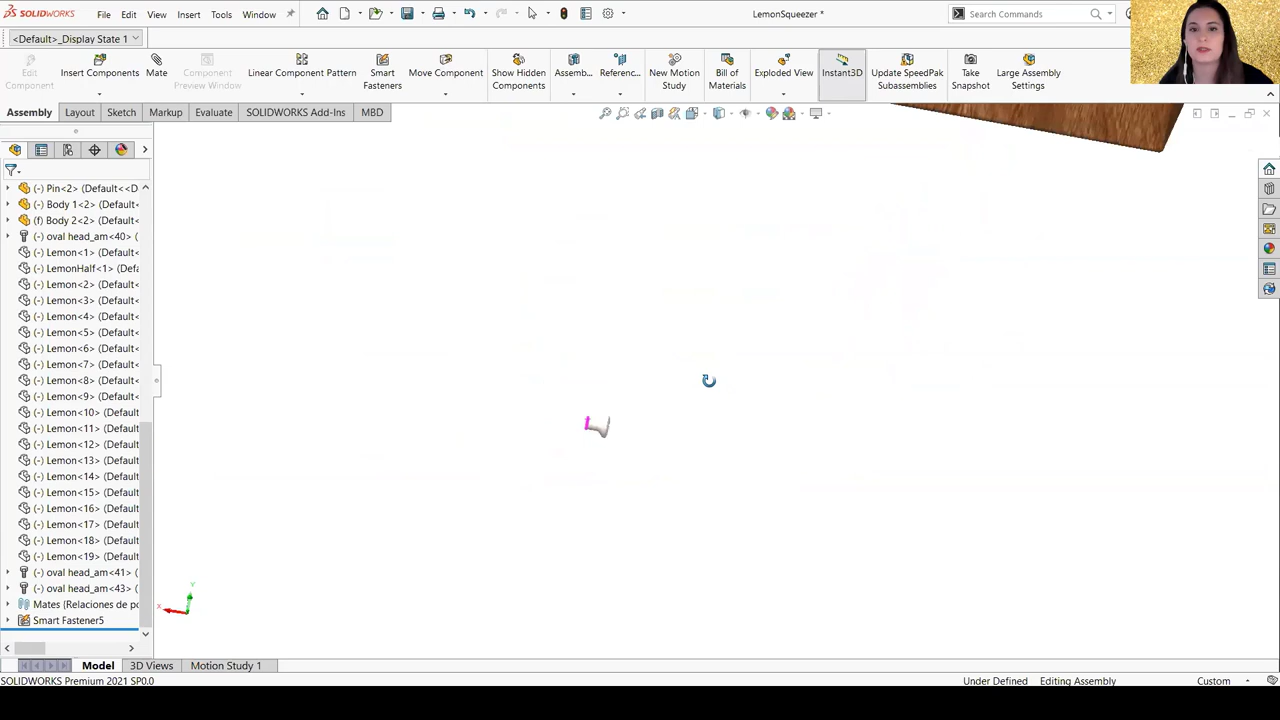 SOLIDWORKS File Edit View Insert Tools Window LemonSqueezer * Search Commands
<Default>_Display State 1
Edit Component
Insert Components
Mate
Component Preview Window
Linear Component Pattern
Smart Fasteners
Move Component
Show Hidden Components
Assemb...
Referenc...
New Motion Study
Bill of Materials
Exploded View
Instant3D
Update SpeedPak Subassemblies
Take Snapshot
Large Assembly Settings
Assembly Layout Sketch Markup Evaluate SOLIDWORKS Add-Ins MBD
(-) Pin<2> (Default<<D
(-) Body 1<2> (Default<
(f) Body 2<2> (Default<
(-) oval head_am<40> (
(-) Lemon<1> (Default<
(-) LemonHalf<1> (Defa
(-) Lemon<2> (Default<
(-) Lemon<3> (Default<
(-) Lemon<4> (Default<
(-) Lemon<5> (Default<
(-) Lemon<6> (Default<
(-) Lemon<7> (Default<
(-) Lemon<8> (Default<
(-) Lemon<9> (Default<
(-) Lemon<10> (Default
(-) Lemon<11> (Default
(-) Lemon<12> (Default
(-) Lemon<13> (Default
(-) Lemon<14> (Default
(-) Lemon<15> (Default
(-) Lemon<16> (Default
(-) Lemon<17> (Default
(-) Lemon<18> (Default
(-) Lemon<19> (Default
(-) oval head_am<41> (
(-) oval head_am<43> (
Mates (Relaciones de po
Smart Fastener5
Y
X
Model 3D Views Motion Study 1
SOLIDWORKS Premium 2021 SP0.0 Under Defined Editing Assembly Custom